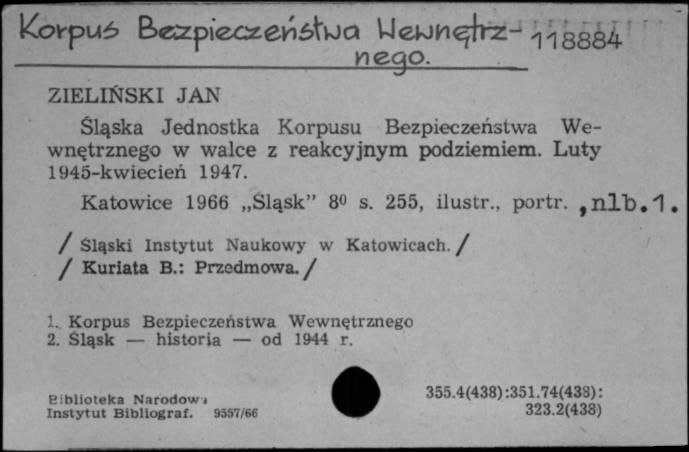 Korpus Bezpieczeństwa Wewnętrz-
nego.
118884
ZIELIŃSKI JAN
Śląska Jednostka Korpusu Bezpieczeństwa We-
wnętrznego w walce z reakcyjnym podziemiem. Luty
1945-kwiecień 1947.
Katowice 1966 „Śląsk” 8⁰ s. 255, ilustr., portr. ,nlb.1.
/ Śląski Instytut Naukowy w Katowicach. /
/ Kuriata B.: Przedmowa. /
1. Korpus Bezpieczeństwa Wewnętrznego
2. Śląsk — historia — od 1944 r.
Biblioteka Narodowa
Instytut Bibliograf. 9557/66
355.4(438):351.74(438):
323.2(438)